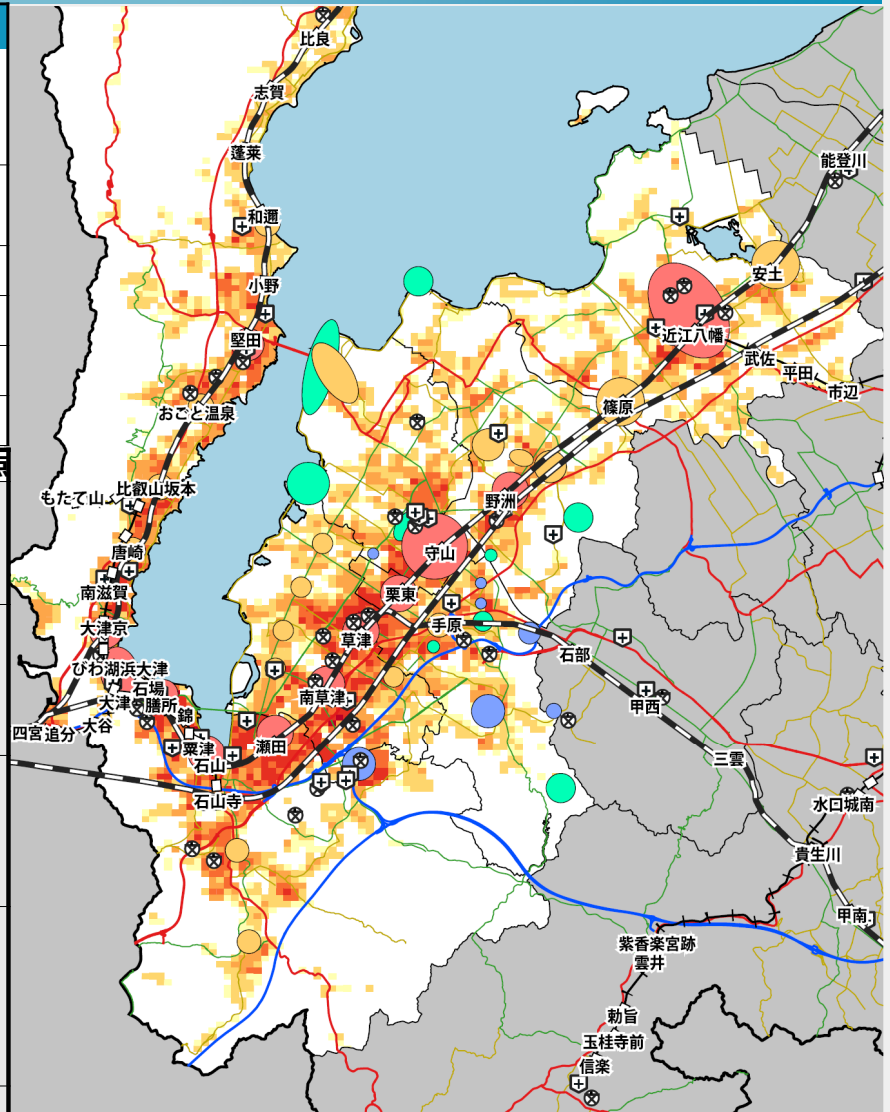 比良
志賀
蓬莱
能登川
和邇
安土
小野
堅田
近江八幡
武佐
平田
市辺
おごと温泉
篠原
比叡山坂本
もたて山
野洲
唐崎
守山
南滋賀
栗東
大津京
手原
草津
石部
びわ湖浜大津
石場
南草津
甲西
大津
膳所
錦
四宮
追分
大谷
粟津
瀬田
石山
三雲
石山寺
水口城南
貴生川
甲南
紫香楽宮跡
雲井
勅旨
玉桂寺前
信楽